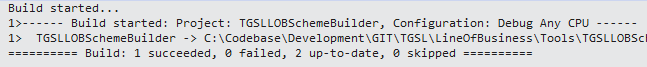 Build started...
1>------ Build started: Project: TGSLLOBSchemeBuilder, Configuration: Debug Any CPU ------
1>  TGSLLOBSchemeBuilder -> C:\Codebase\Development\GIT\TGSL\LineOfBusiness\Tools\TGSLLOBSch
========== Build: 1 succeeded, 0 failed, 2 up-to-date, 0 skipped ==========